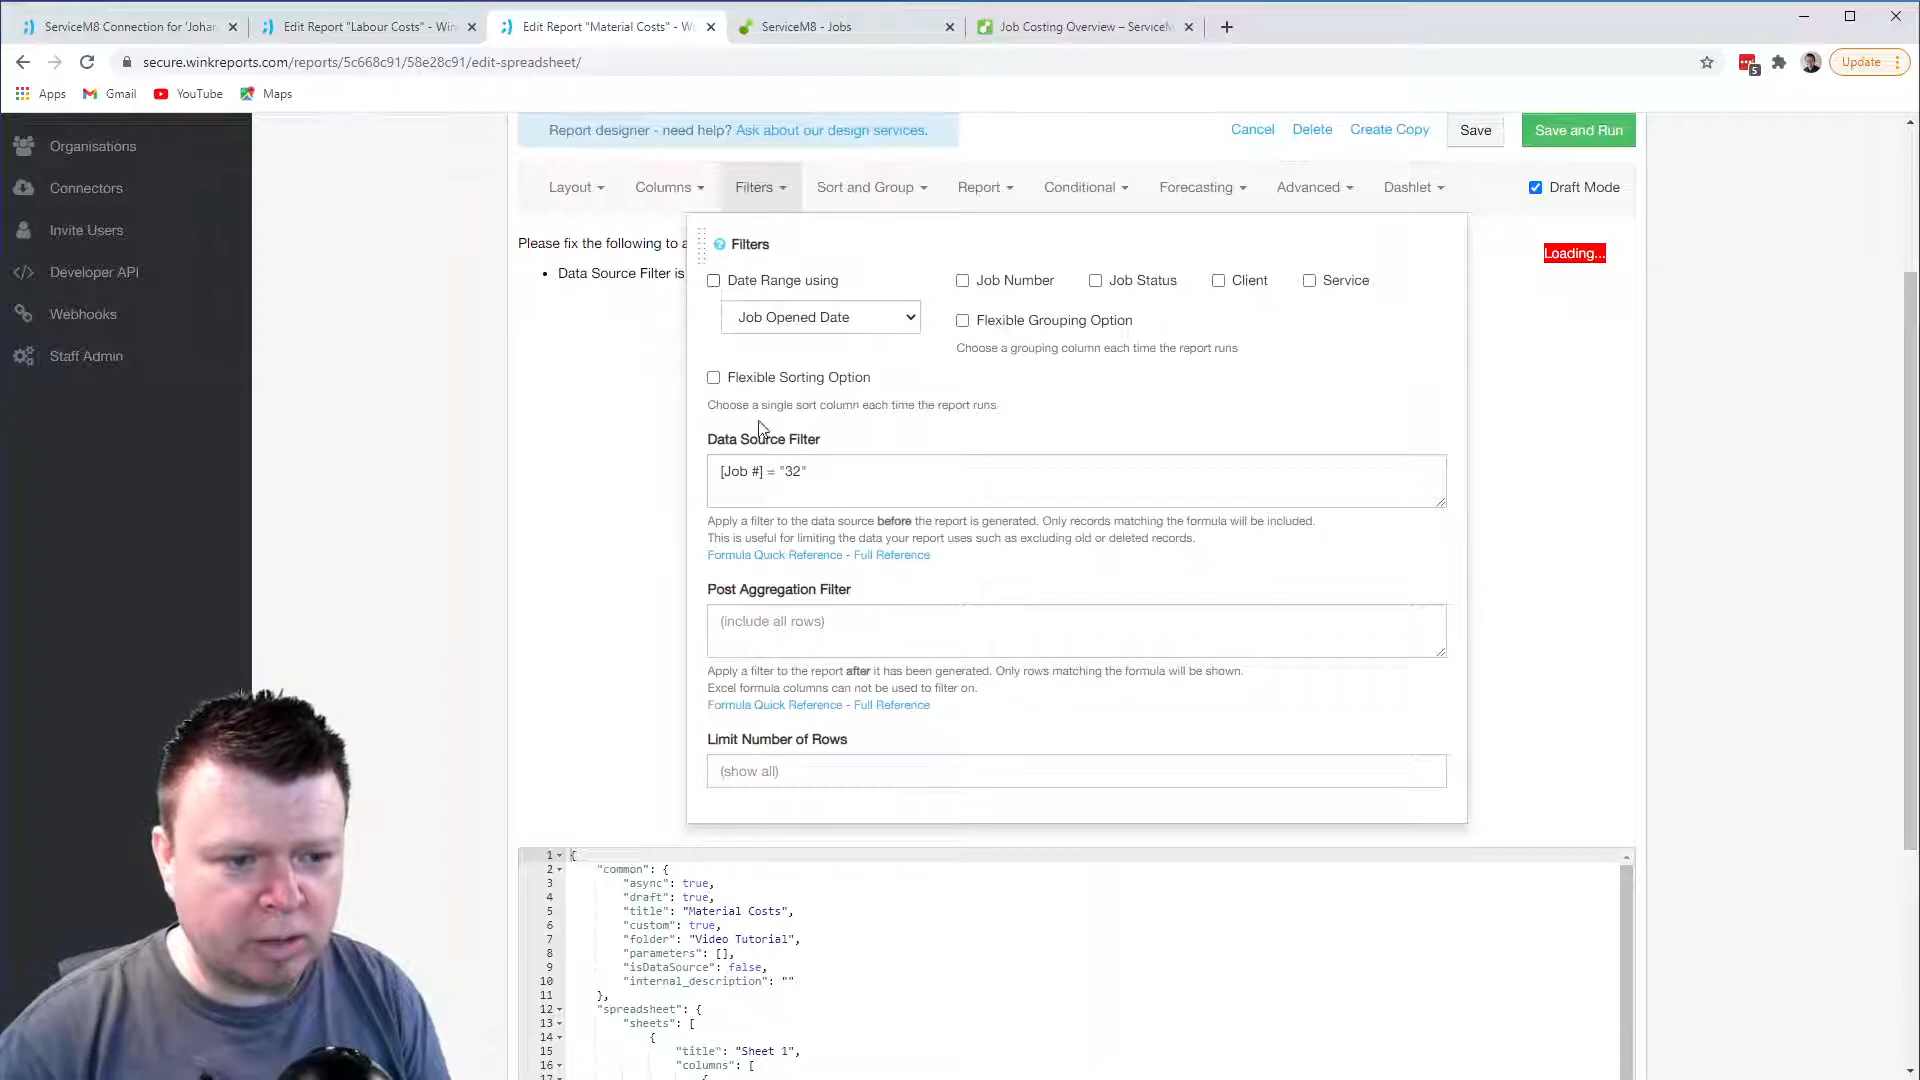 ServiceM8 Connection for 'Johan
Edit Report "Labour Costs" - Win
Edit Report "Material Costs" - W
ServiceM8 - Jobs
Job Costing Overview – ServiceM
secure.winkreports.com/reports/5c668c91/58e28c91/edit-spreadsheet/
5
Update
Apps
Gmail
YouTube
Maps
Organisations
Connectors
Invite Users
Developer API
Webhooks
Staff Admin
Report designer - need help? Ask about our design services.
Cancel
Delete
Create Copy
Save
Save and Run
Layout
Columns
Filters
Sort and Group
Report
Conditional
Forecasting
Advanced
Dashlet
Draft Mode
Please fix the following to a
Data Source Filter is
Loading...
Filters
Date Range using
Job Number
Job Status
Client
Service
Job Opened Date
Flexible Grouping Option
Choose a grouping column each time the report runs
Flexible Sorting Option
Choose a single sort column each time the report runs
Data Source Filter
[Job #] = "32"
Apply a filter to the data source before the report is generated. Only records matching the formula will be included.
This is useful for limiting the data your report uses such as excluding old or deleted records.
Formula Quick Reference - Full Reference
Post Aggregation Filter
(include all rows)
Apply a filter to the report after it has been generated. Only rows matching the formula will be shown.
Excel formula columns can not be used to filter on.
Formula Quick Reference - Full Reference
Limit Number of Rows
(show all)
1 {
2 "common": {
3 "async": true,
4 "draft": true,
5 "title": "Material Costs",
6 "custom": true,
7 "folder": "Video Tutorial",
8 "parameters": [],
9 "isDataSource": false,
10 "internal_description": ""
11 },
12 "spreadsheet": {
13 "sheets": [
14 {
15 "title": "Sheet 1",
16 "columns": [
17 {